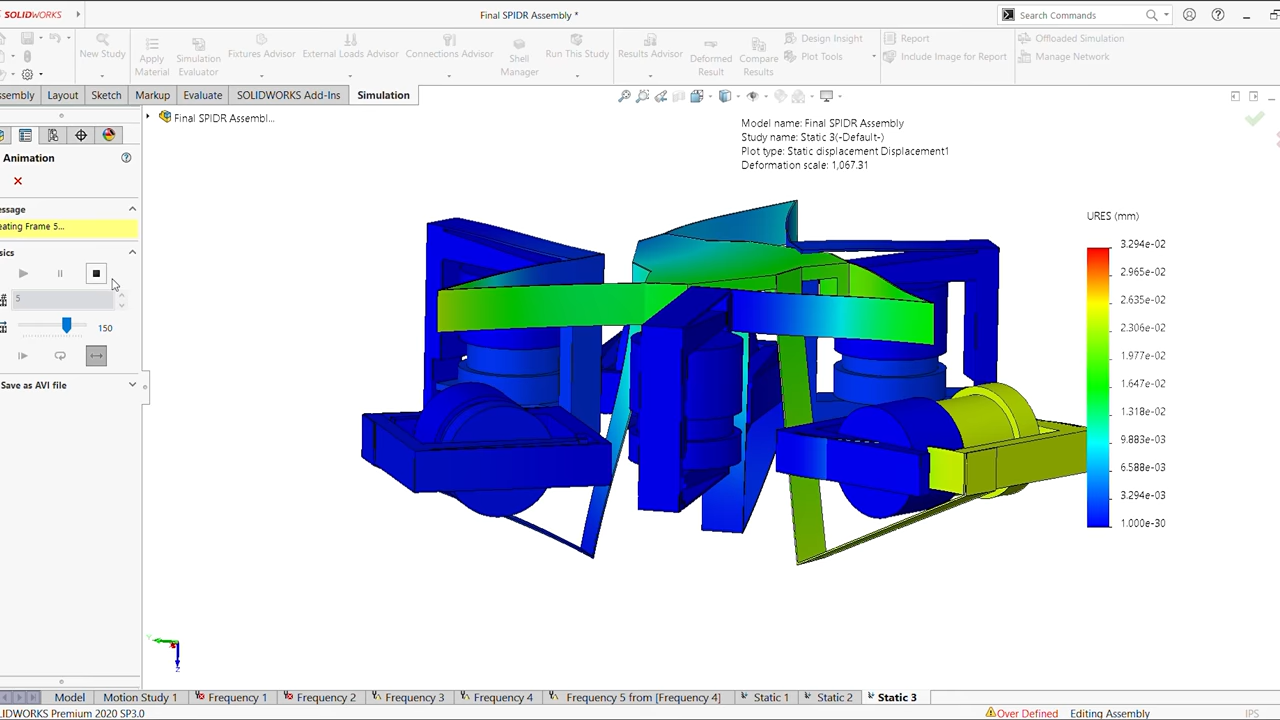 SOLIDWORKS
Final SPIDR Assembly *
Search Commands
New Study
Apply Material
Simulation Evaluator
Fixtures Advisor
External Loads Advisor
Connections Advisor
Shell Manager
Run This Study
Results Advisor
Deformed Result
Compare Results
Design Insight
Plot Tools
Report
Include Image for Report
Offloaded Simulation
Manage Network
ssembly
Layout
Sketch
Markup
Evaluate
SOLIDWORKS Add-Ins
Simulation
Final SPIDR Assembl...
Animation
essage
eating Frame 5...
sics
5
150
Save as AVI file
Model name: Final SPIDR Assembly
Study name: Static 3(-Default-)
Plot type: Static displacement Displacement1
Deformation scale: 1,067.31
URES (mm)
3.294e-02
2.965e-02
2.635e-02
2.306e-02
1.977e-02
1.647e-02
1.318e-02
9.883e-03
6.588e-03
3.294e-03
1.000e-30
Y
Z
Model
Motion Study 1
Frequency 1
Frequency 2
Frequency 3
Frequency 4
Frequency 5 from [Frequency 4]
Static 1
Static 2
Static 3
LIDWORKS Premium 2020 SP3.0
Over Defined
Editing Assembly
IPS